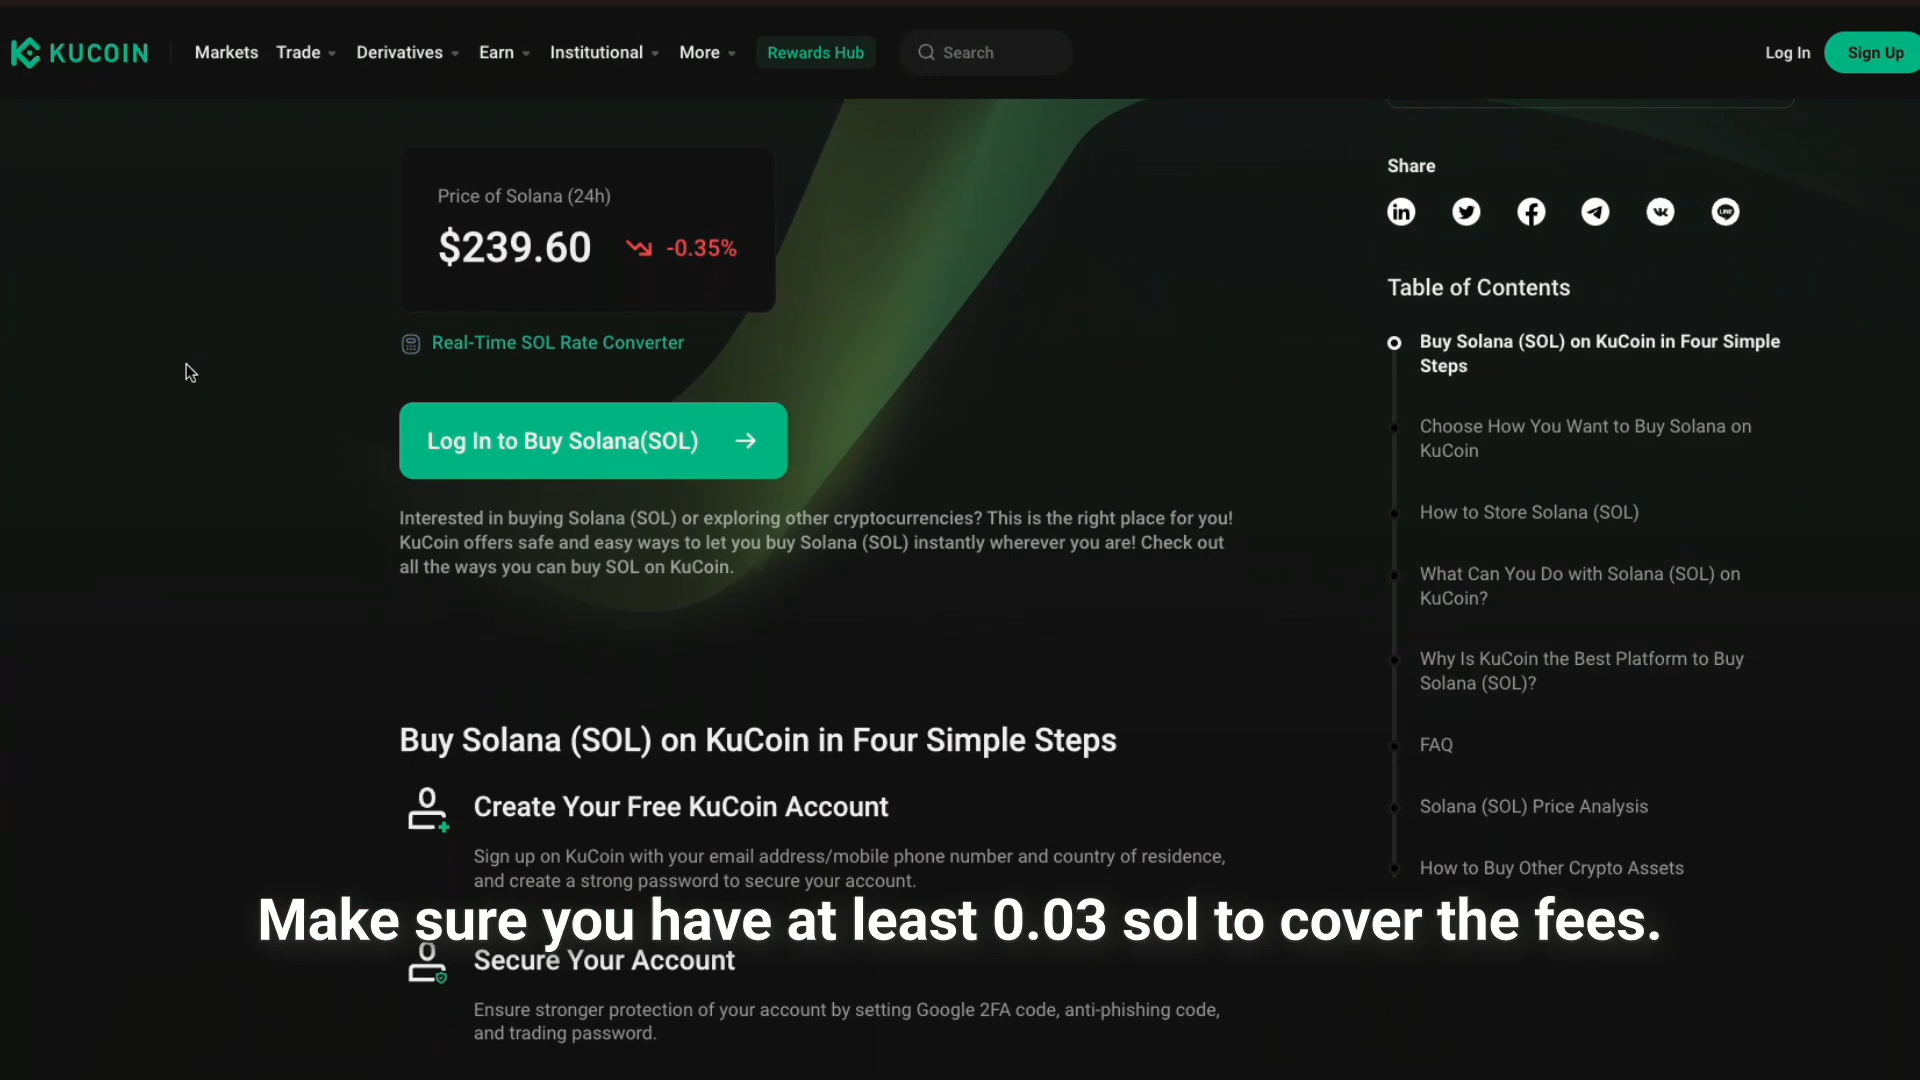 KUCOIN
Markets
Trade
Derivatives
Earn
Institutional
More
Rewards Hub
Search
Log In
Sign Up
Price of Solana (24h)
$239.60
-0.35%
Real-Time SOL Rate Converter
Log In to Buy Solana(SOL)
Interested in buying Solana (SOL) or exploring other cryptocurrencies? This is the right place for you!
KuCoin offers safe and easy ways to let you buy Solana (SOL) instantly wherever you are! Check out
all the ways you can buy SOL on KuCoin.
Buy Solana (SOL) on KuCoin in Four Simple Steps
Create Your Free KuCoin Account
Sign up on KuCoin with your email address/mobile phone number and country of residence,
and create a strong password to secure your account.
Make sure you have at least 0.03 sol to cover the fees.
Secure Your Account
Ensure stronger protection of your account by setting Google 2FA code, anti-phishing code,
and trading password.
Share
in
LINE
Table of Contents
Buy Solana (SOL) on KuCoin in Four Simple
Steps
Choose How You Want to Buy Solana on
KuCoin
How to Store Solana (SOL)
What Can You Do with Solana (SOL) on
KuCoin?
Why Is KuCoin the Best Platform to Buy
Solana (SOL)?
FAQ
Solana (SOL) Price Analysis
How to Buy Other Crypto Assets